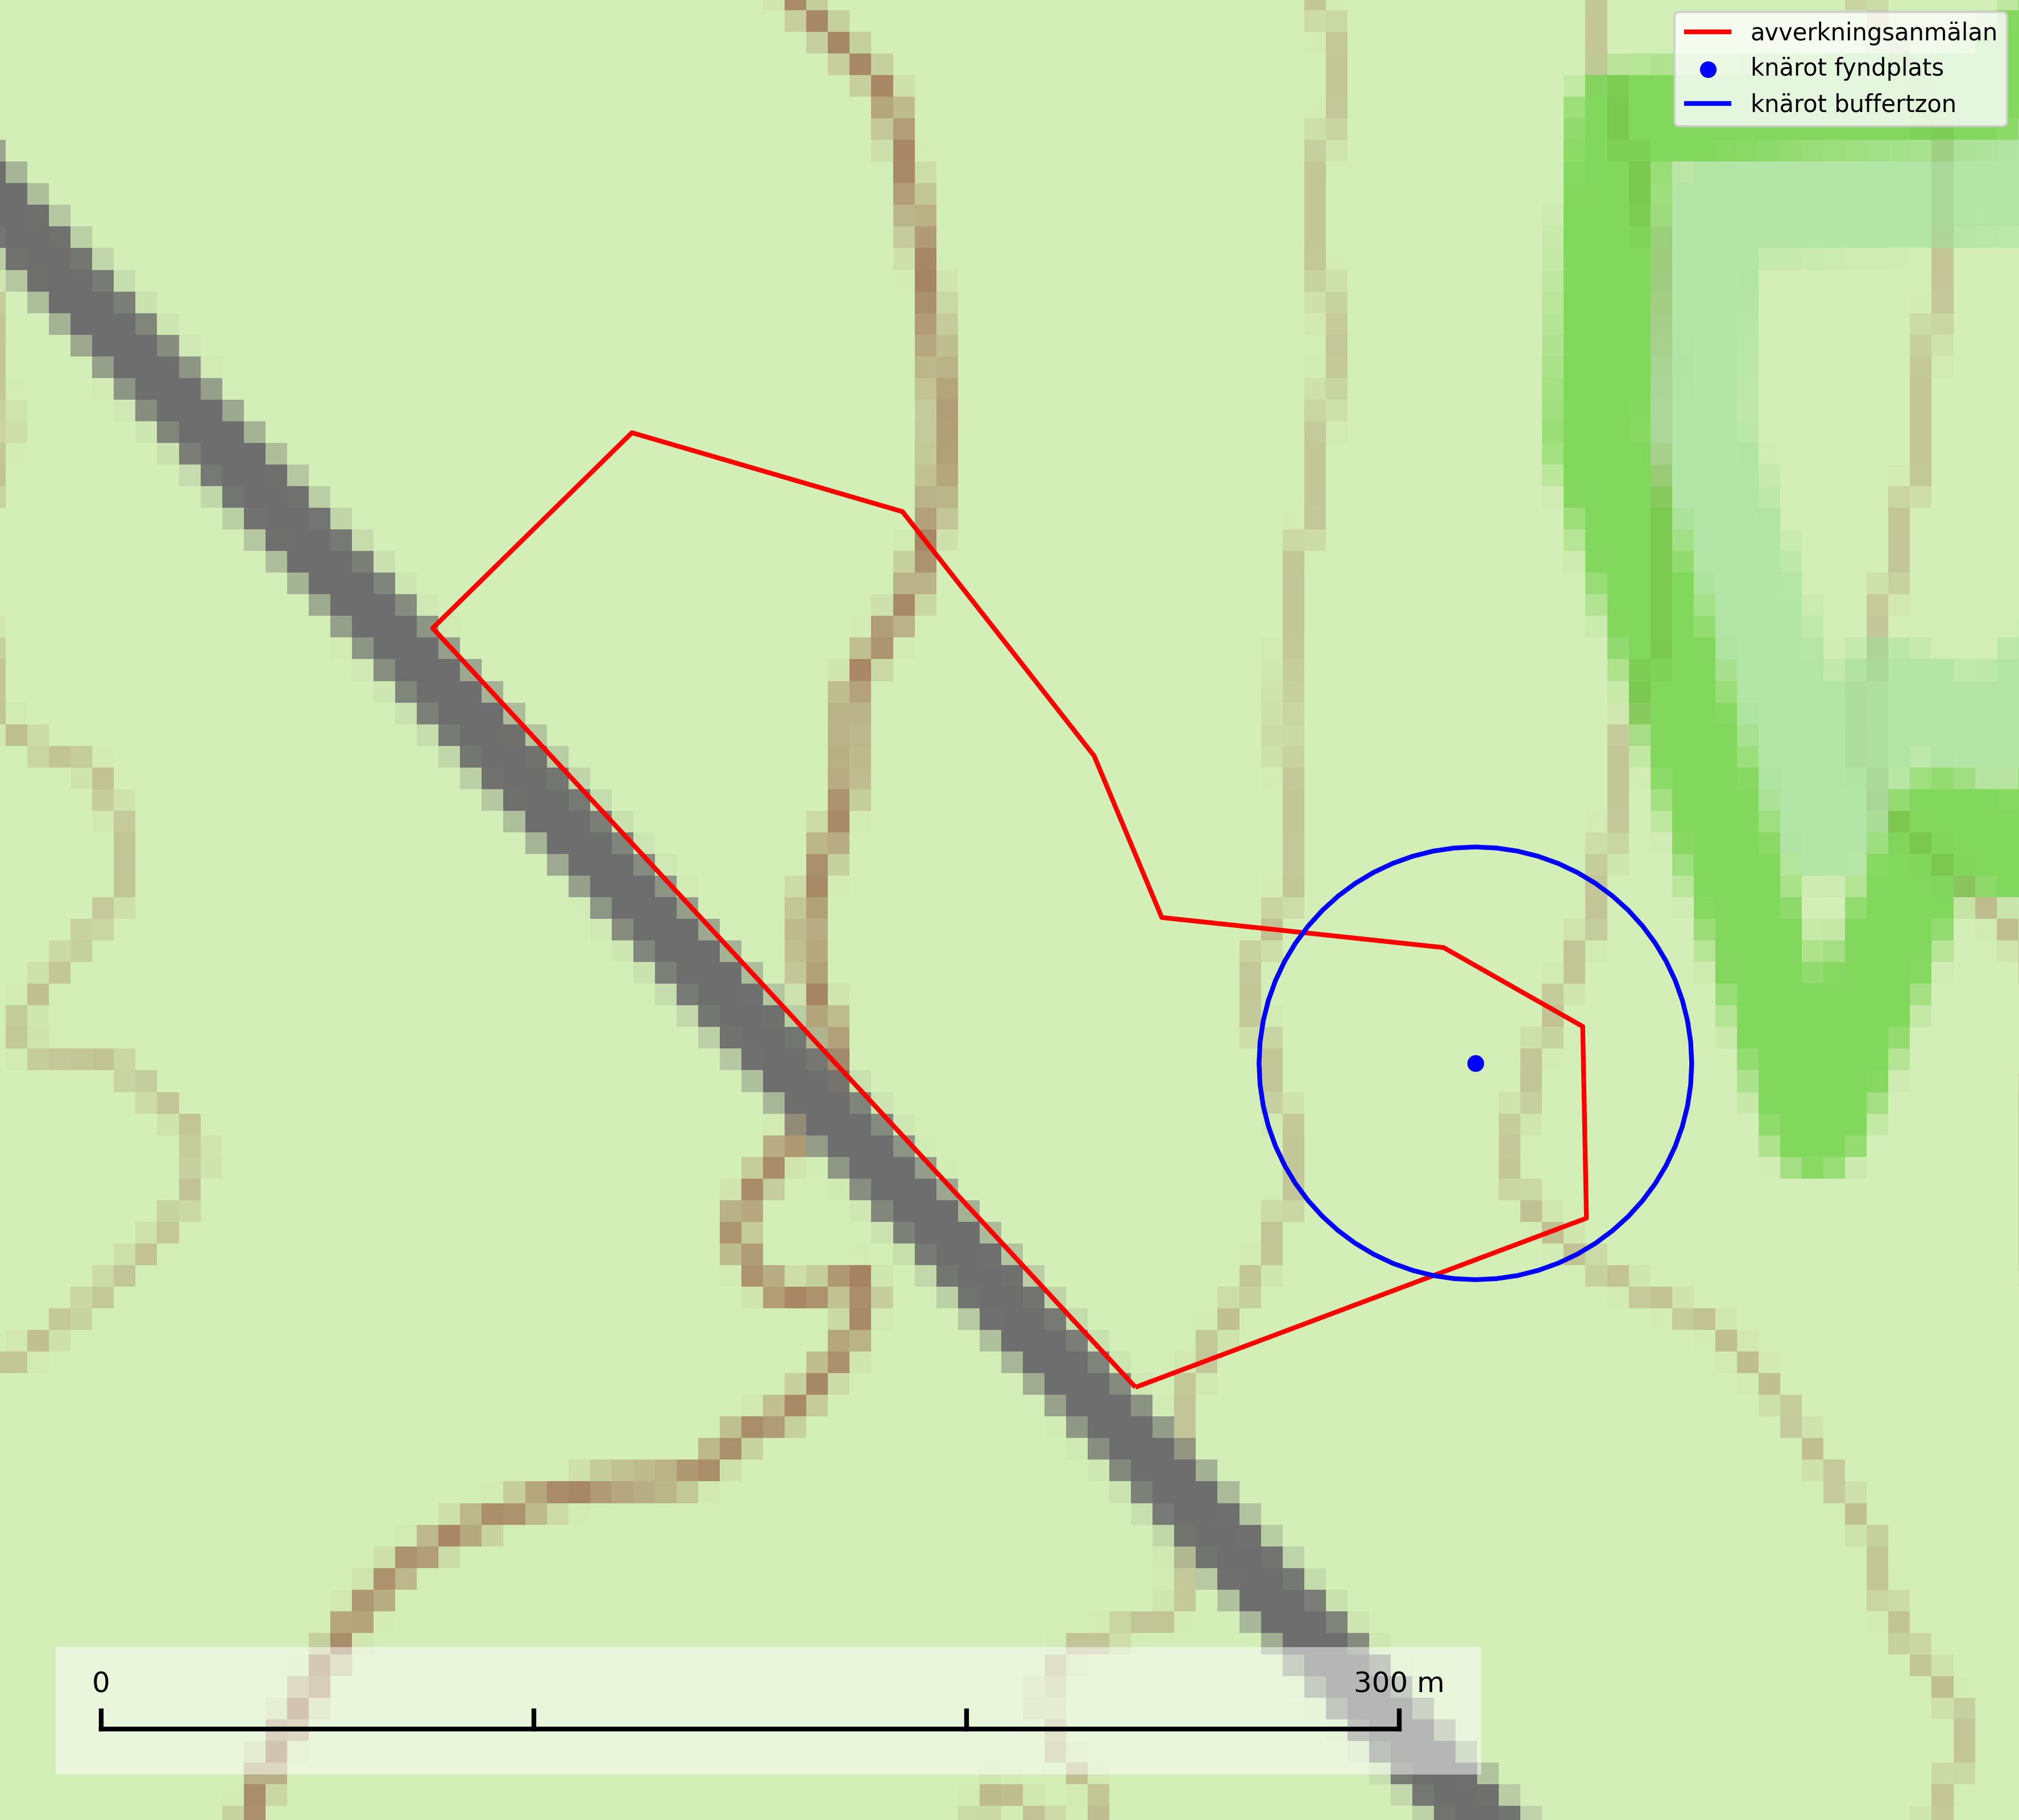 avverkningsanmälan
knärot fyndplats
knärot buffertzon
0 300 m